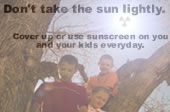 Don't take the sun lightly.
Cover up or use sunscreen on you
and your kids everyday.